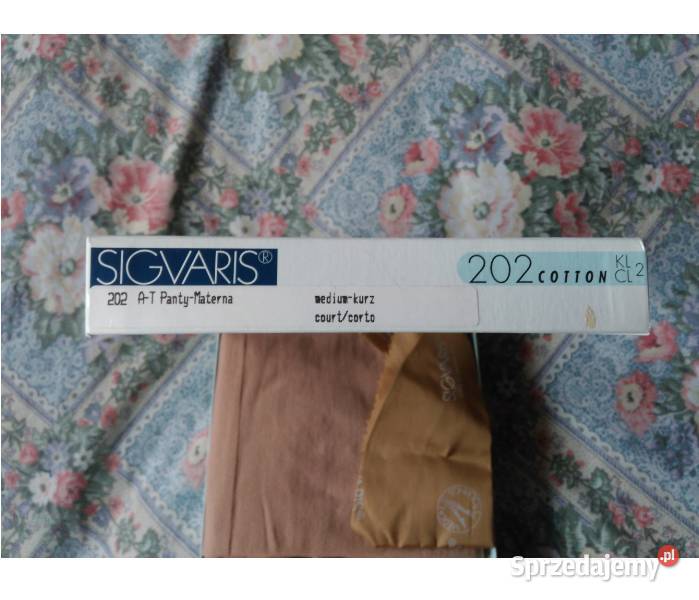 SIGVARIS®
202 COTTON KL CL 2
202 A-T Panty-Materna medium-kurz
court/corto
Sprzedajemy.pl